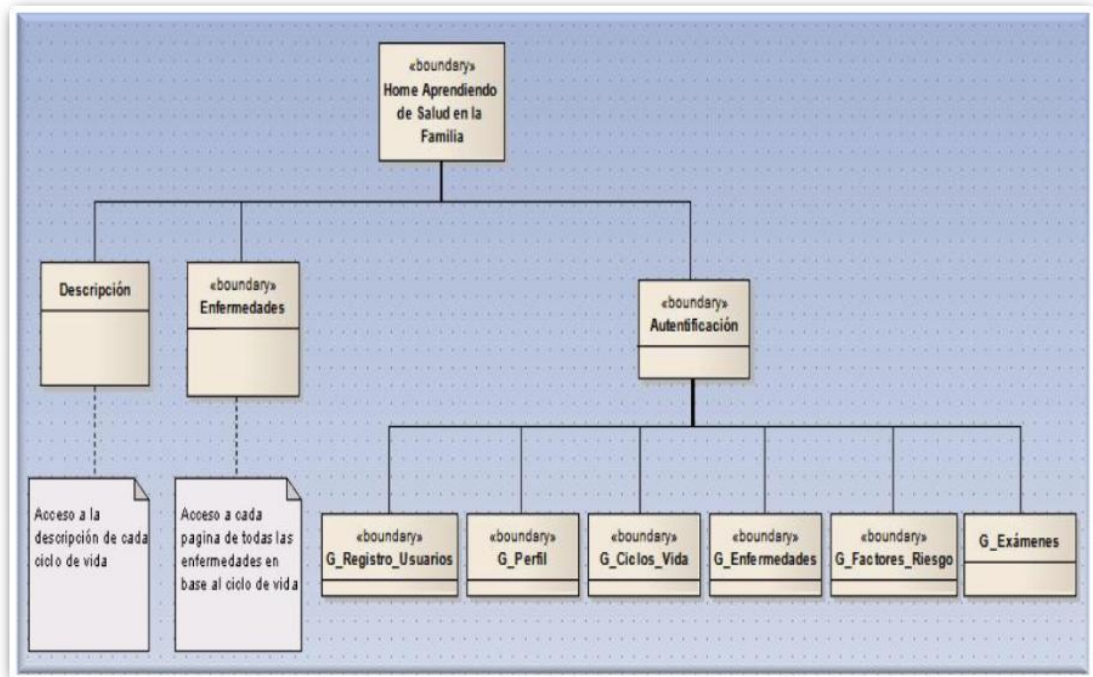 «boundary»
Home Aprendiendo
de Salud en la
Familia
Descripción
«boundary»
Enfermedades
«boundary»
Autentificación
Acceso a la
descripción de cada
ciclo de vida
Acceso a cada
pagina de todas las
enfermedades en
base al ciclo de vida
«boundary»
G_Registro_Usuarios
«boundary»
G_Perfil
«boundary»
G_Ciclos_Vida
«boundary»
G_Enfermedades
«boundary»
G_Factores_Riesgo
G_Exámenes